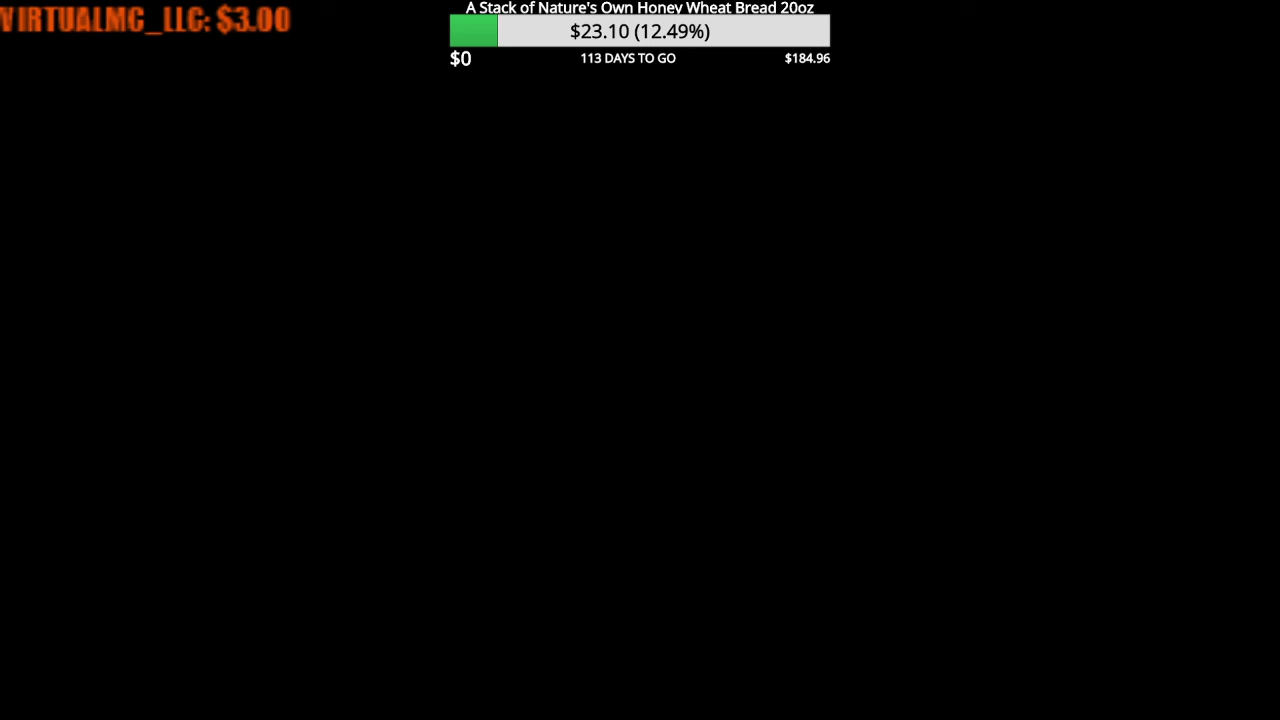 VIRTUALMC_LLC: $3.00
A Stack of Nature's Own Honey Wheat Bread 20oz
$23.10 (12.49%)
$0 113 DAYS TO GO $184.96